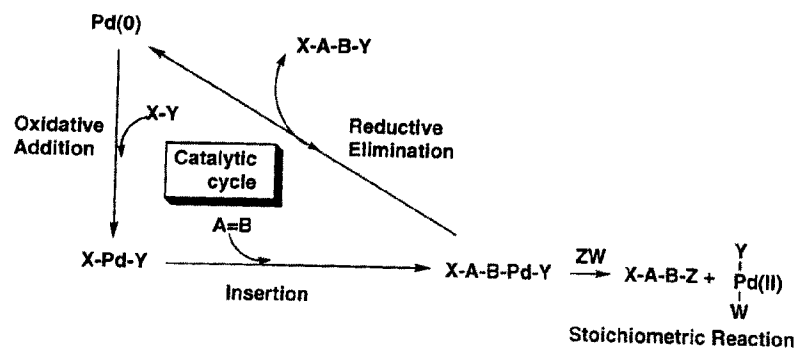 Pd(0)
X-A-B-Y
X-Y
Oxidative
Addition
Reductive
Elimination
Catalytic
cycle
A=B
X-Pd-Y
Insertion
X-A-B-Pd-Y
ZW
X-A-B-Z +
Y
Pd(II)
W
Stoichiometric Reaction